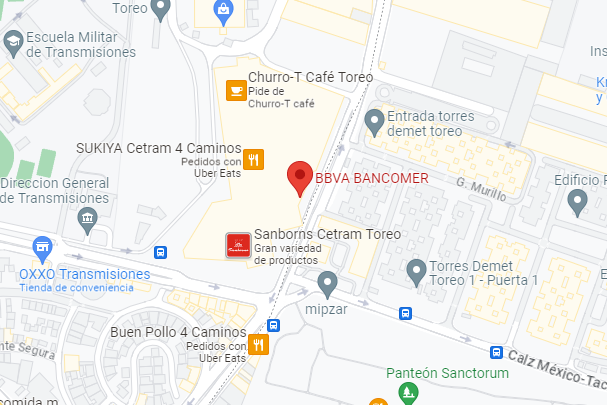 Toreo
Escuela Militar
de Transmisiones
Churro-T Café Toreo
Pide de
Churro-T café
Entrada torres
demet toreo
SUKIYA Cetram 4 Caminos
Pedidos con
Uber Eats
BBVA BANCOMER
G. Murillo
Edificio
Direccion General
de Transmisiones
Sanborns Cetram Toreo
Gran variedad
de productos
OXXO Transmisiones
Tienda de conveniencia
Torres Demet
Toreo 1 - Puerta 1
mipzar
Buen Pollo 4 Caminos
Pedidos con
Uber Eats
nte Segura
Calz México-Tac
Panteón Sanctorum
comida m